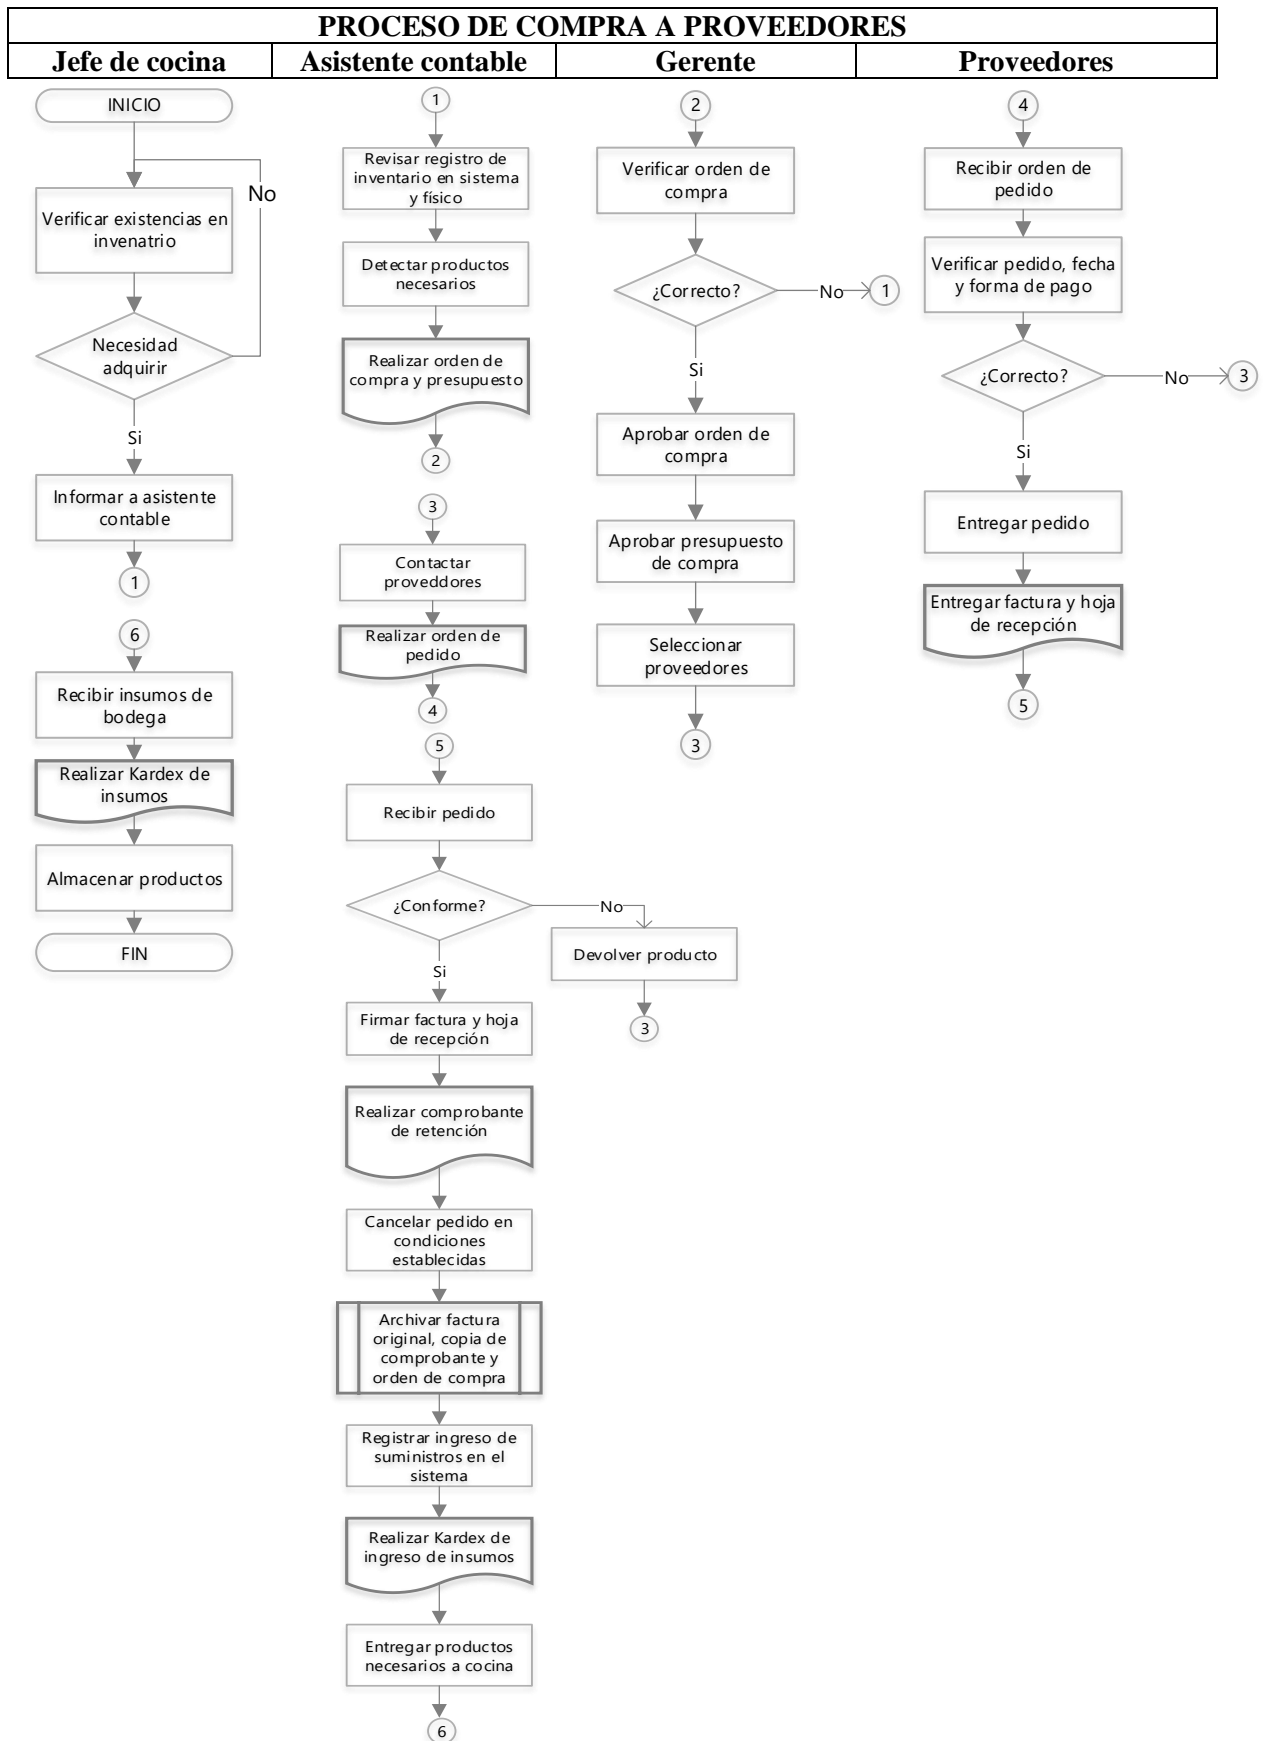 PROCESO DE COMPRA A PROVEEDORES
Jefe de cocina
Asistente contable
Gerente
Proveedores
INICIO
No
Verificar existencias en
invenatrio
Necesidad
adquirir
Si
Informar a asistente
contable
1
6
Recibir insumos de
bodega
Realizar Kardex de
insumos
Almacenar productos
FIN
1
Revisar registro de
inventario en sistema
y físico
Detectar productos
necesarios
Realizar orden de
compra y presupuesto
2
3
Contactar
proveddores
Realizar orden de
pedido
4
5
Recibir pedido
¿Conforme?
No
Devolver producto
3
Si
Firmar factura y hoja
de recepción
Realizar comprobante
de retención
Cancelar pedido en
condiciones
establecidas
Archivar factura
original, copia de
comprobante y
orden de compra
Registrar ingreso de
suministros en el
sistema
Realizar Kardex de
ingreso de insumos
Entregar productos
necesarios a cocina
6
2
Verificar orden de
compra
¿Correcto?
No
1
Si
Aprobar orden de
compra
Aprobar presupuesto
de compra
Seleccionar
proveedores
3
4
Recibir orden de
pedido
Verificar pedido, fecha
y forma de pago
¿Correcto?
No
3
Si
Entregar pedido
Entregar factura y hoja
de recepción
5